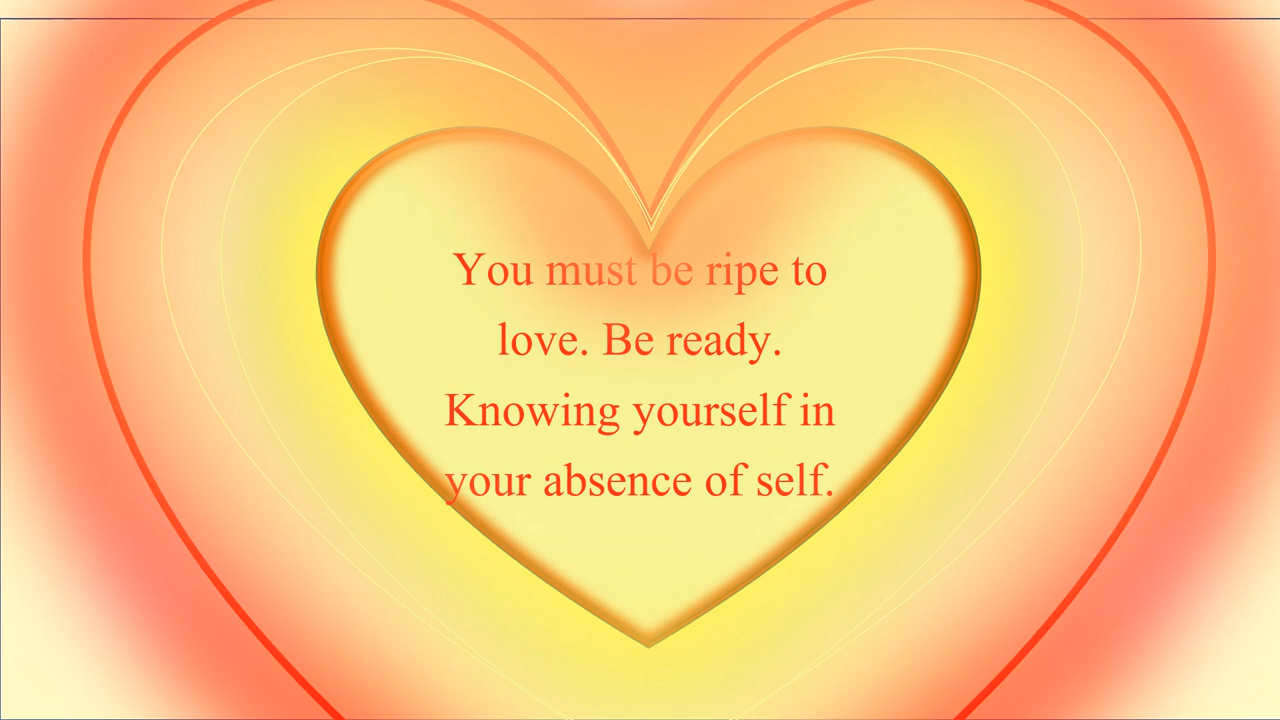 You must be ripe to
love. Be ready.
Knowing yourself in
your absence of self.